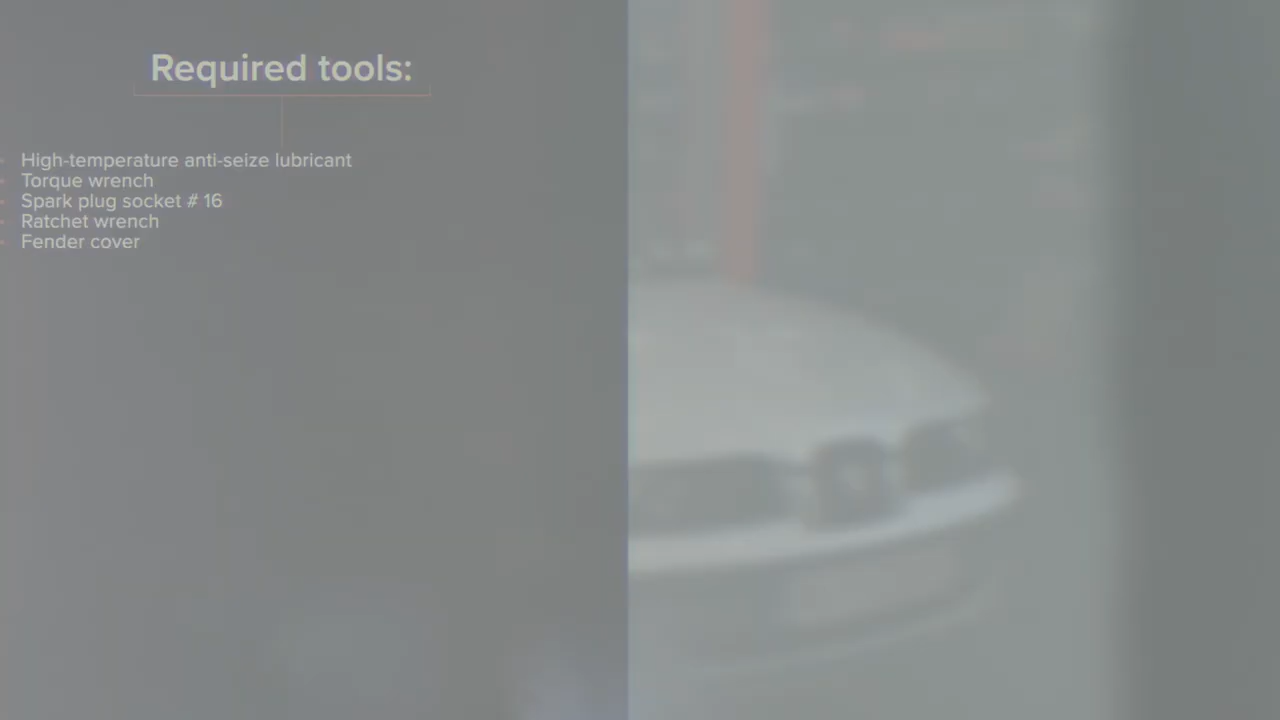 Required tools:
High-temperature anti-seize lubricant
Torque wrench
Spark plug socket # 16
Ratchet wrench
Fender cover